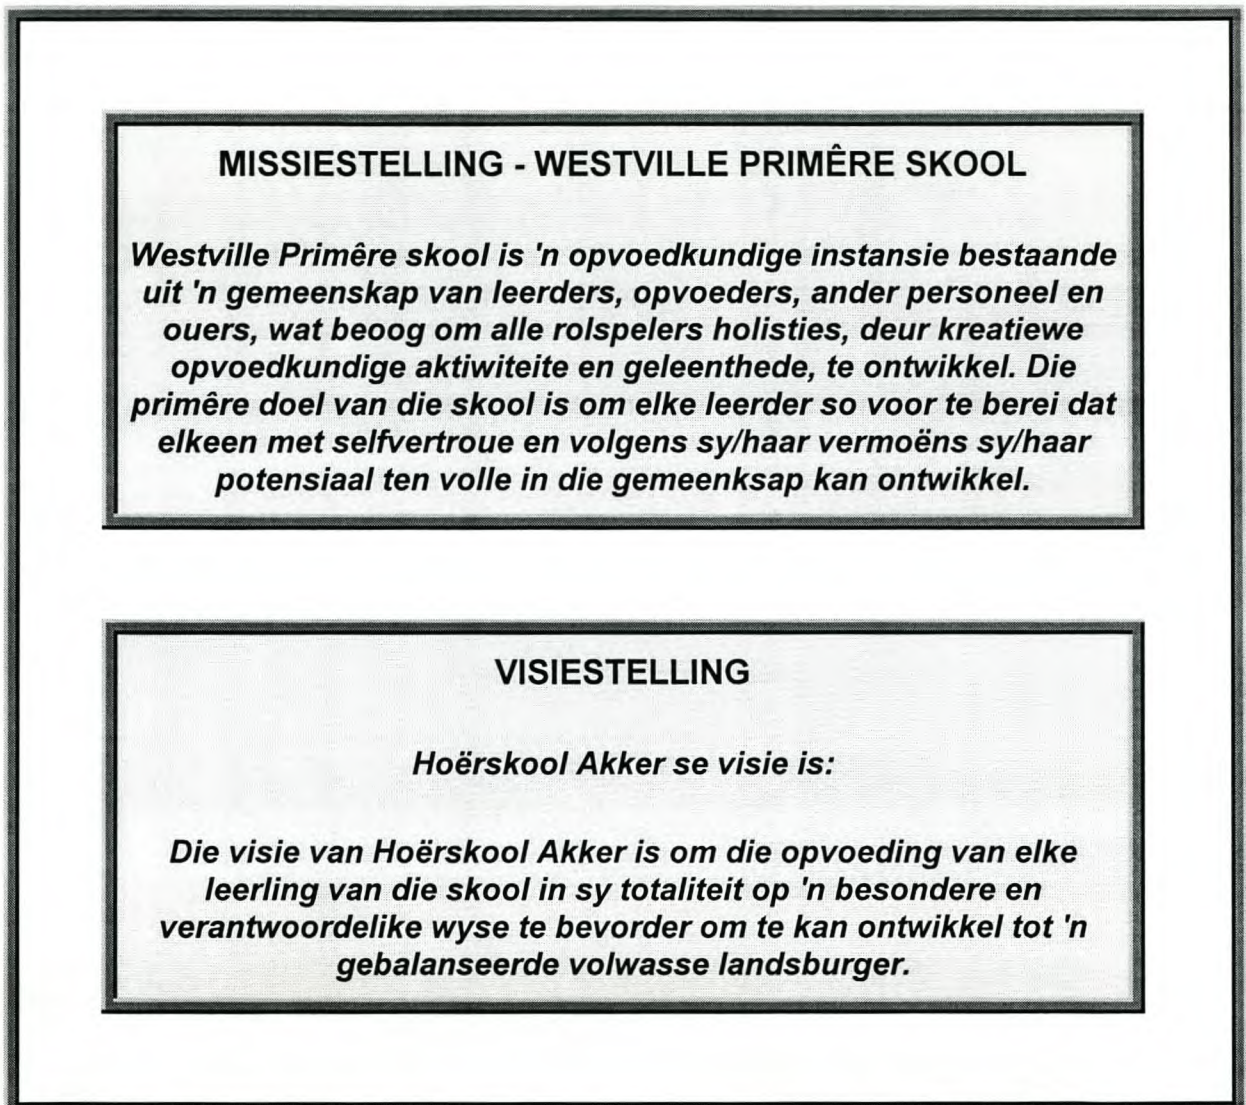 MISSIESTELLING - WESTVILLE PRIMÊRE SKOOL
Westville Primêre skool is 'n opvoedkundige instansie bestaande
uit 'n gemeenskap van leerders, opvoeders, ander personeel en
ouers, wat beoog om alle rolspelers holisties, deur kreatiewe
opvoedkundige aktiwiteite en geleenthede, te ontwikkel. Die
primêre doel van die skool is om elke leerder so voor te berei dat
elkeen met selfvertroue en volgens sy/haar vermoëns sy/haar
potensiaal ten volle in die gemeenksap kan ontwikkel.
VISIESTELLING
Hoërskool Akker se visie is:
Die visie van Hoërskool Akker is om die opvoeding van elke
leerling van die skool in sy totaliteit op 'n besondere en
verantwoordelike wyse te bevorder om te kan ontwikkel tot 'n
gebalanseerde volwasse landsburger.